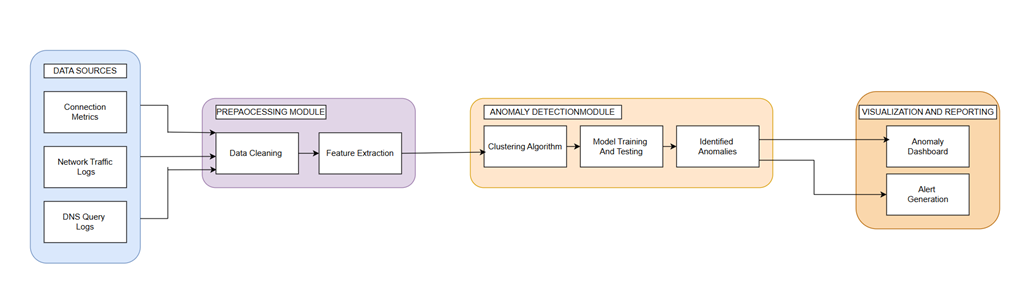 DATA SOURCES
Connection
Metrics
Network Traffic
Logs
DNS Query
Logs
PREPAOCESSING MODULE
Data Cleaning
Feature Extraction
ANOMALY DETECTIONMODULE
Clustering Algorithm
Model Training
And Testing
Identified
Anomalies
VISUALIZATION AND REPORTING
Anomaly
Dashboard
Alert
Generation